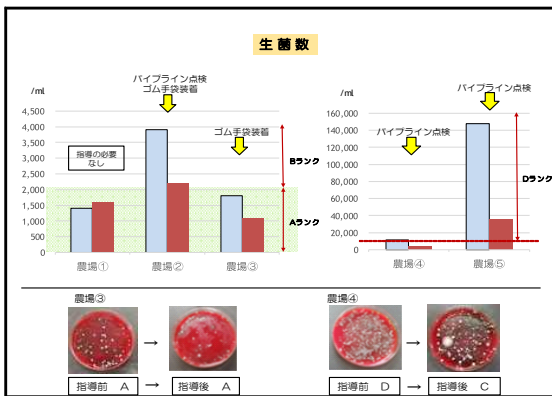 生菌数
/ml
パイプライン点検
ゴム手袋装着
ゴム手袋装着
指導の必要
なし
4,500
4,000
3,500
3,000
2,500
2,000
1,500
1,000
500
0
Bランク
Aランク
農場①
農場②
農場③
/ml
パイプライン点検
パイプライン点検
160,000
140,000
120,000
100,000
80,000
60,000
40,000
20,000
0
Dランク
農場④
農場⑤
農場③
→
指導前 A → 指導後 A
農場④
→
指導前 D → 指導後 C